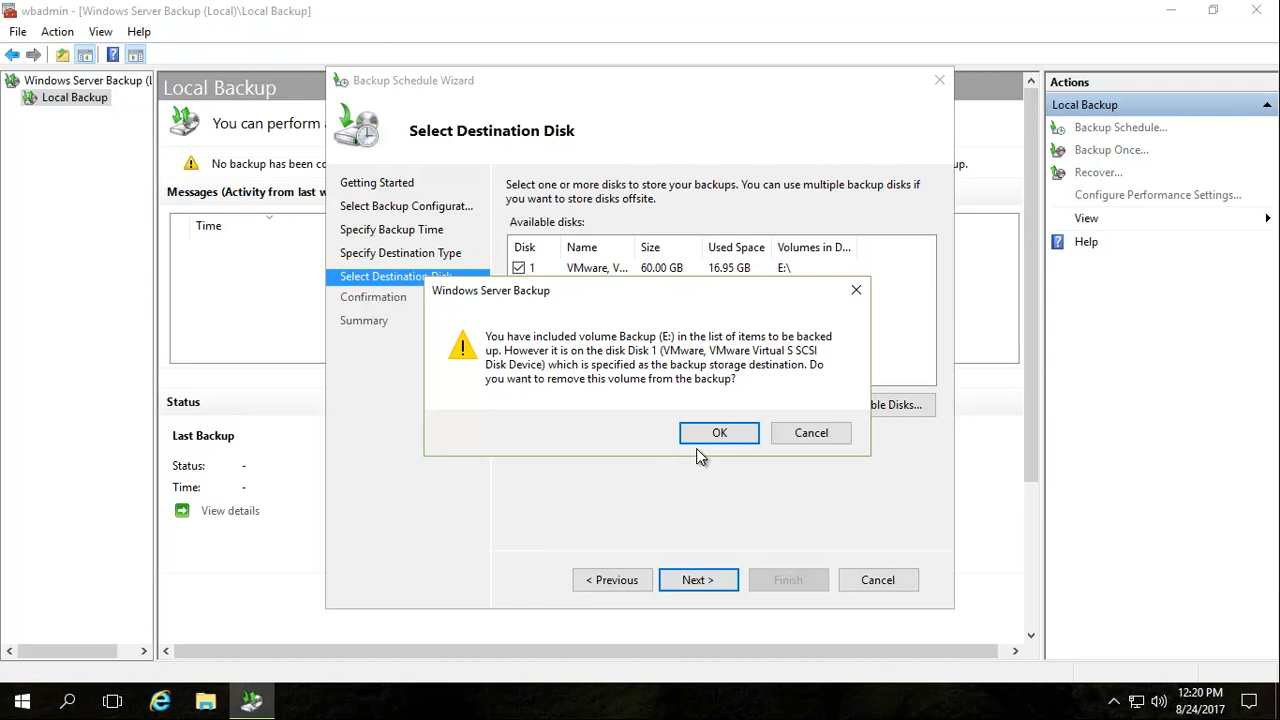 wbadmin - [Windows Server Backup (Local)\Local Backup]
File Action View Help
Windows Server Backup (L
Local Backup
Local Backup
You can perform a
No backup has been co
up.
Messages (Activity from last w
Time
Status
Last Backup
Status: -
Time: -
View details
Backup Schedule Wizard
Select Destination Disk
Getting Started
Select Backup Configurat...
Specify Backup Time
Specify Destination Type
Select Destination Disk
Confirmation
Summary
Select one or more disks to store your backups. You can use multiple backup disks if
you want to store disks offsite.
Available disks:
Disk Name Size Used Space Volumes in D...
1 VMware, V... 60.00 GB 16.95 GB E:\
ble Disks...
Windows Server Backup
You have included volume Backup (E:) in the list of items to be backed
up. However it is on the disk Disk 1 (VMware, VMware Virtual S SCSI
Disk Device) which is specified as the backup storage destination. Do
you want to remove this volume from the backup?
OK Cancel
< Previous Next > Finish Cancel
Actions
Local Backup
Backup Schedule...
Backup Once...
Recover...
Configure Performance Settings...
View
Help
12:20 PM
8/24/2017